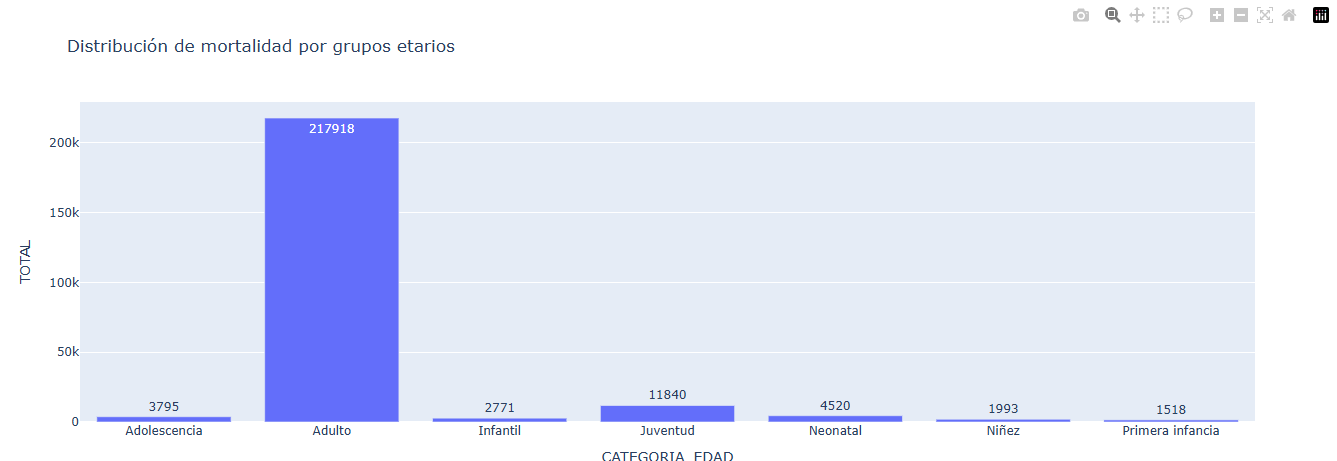 Distribución de mortalidad por grupos etarios
217918
200k
150k
TOTAL
100k
50k
11840
3795
2771
4520
1993
1518
0
Adolescencia Adulto Infantil Juventud Neonatal Niñez Primera infancia
CATEGORIA_EDAD